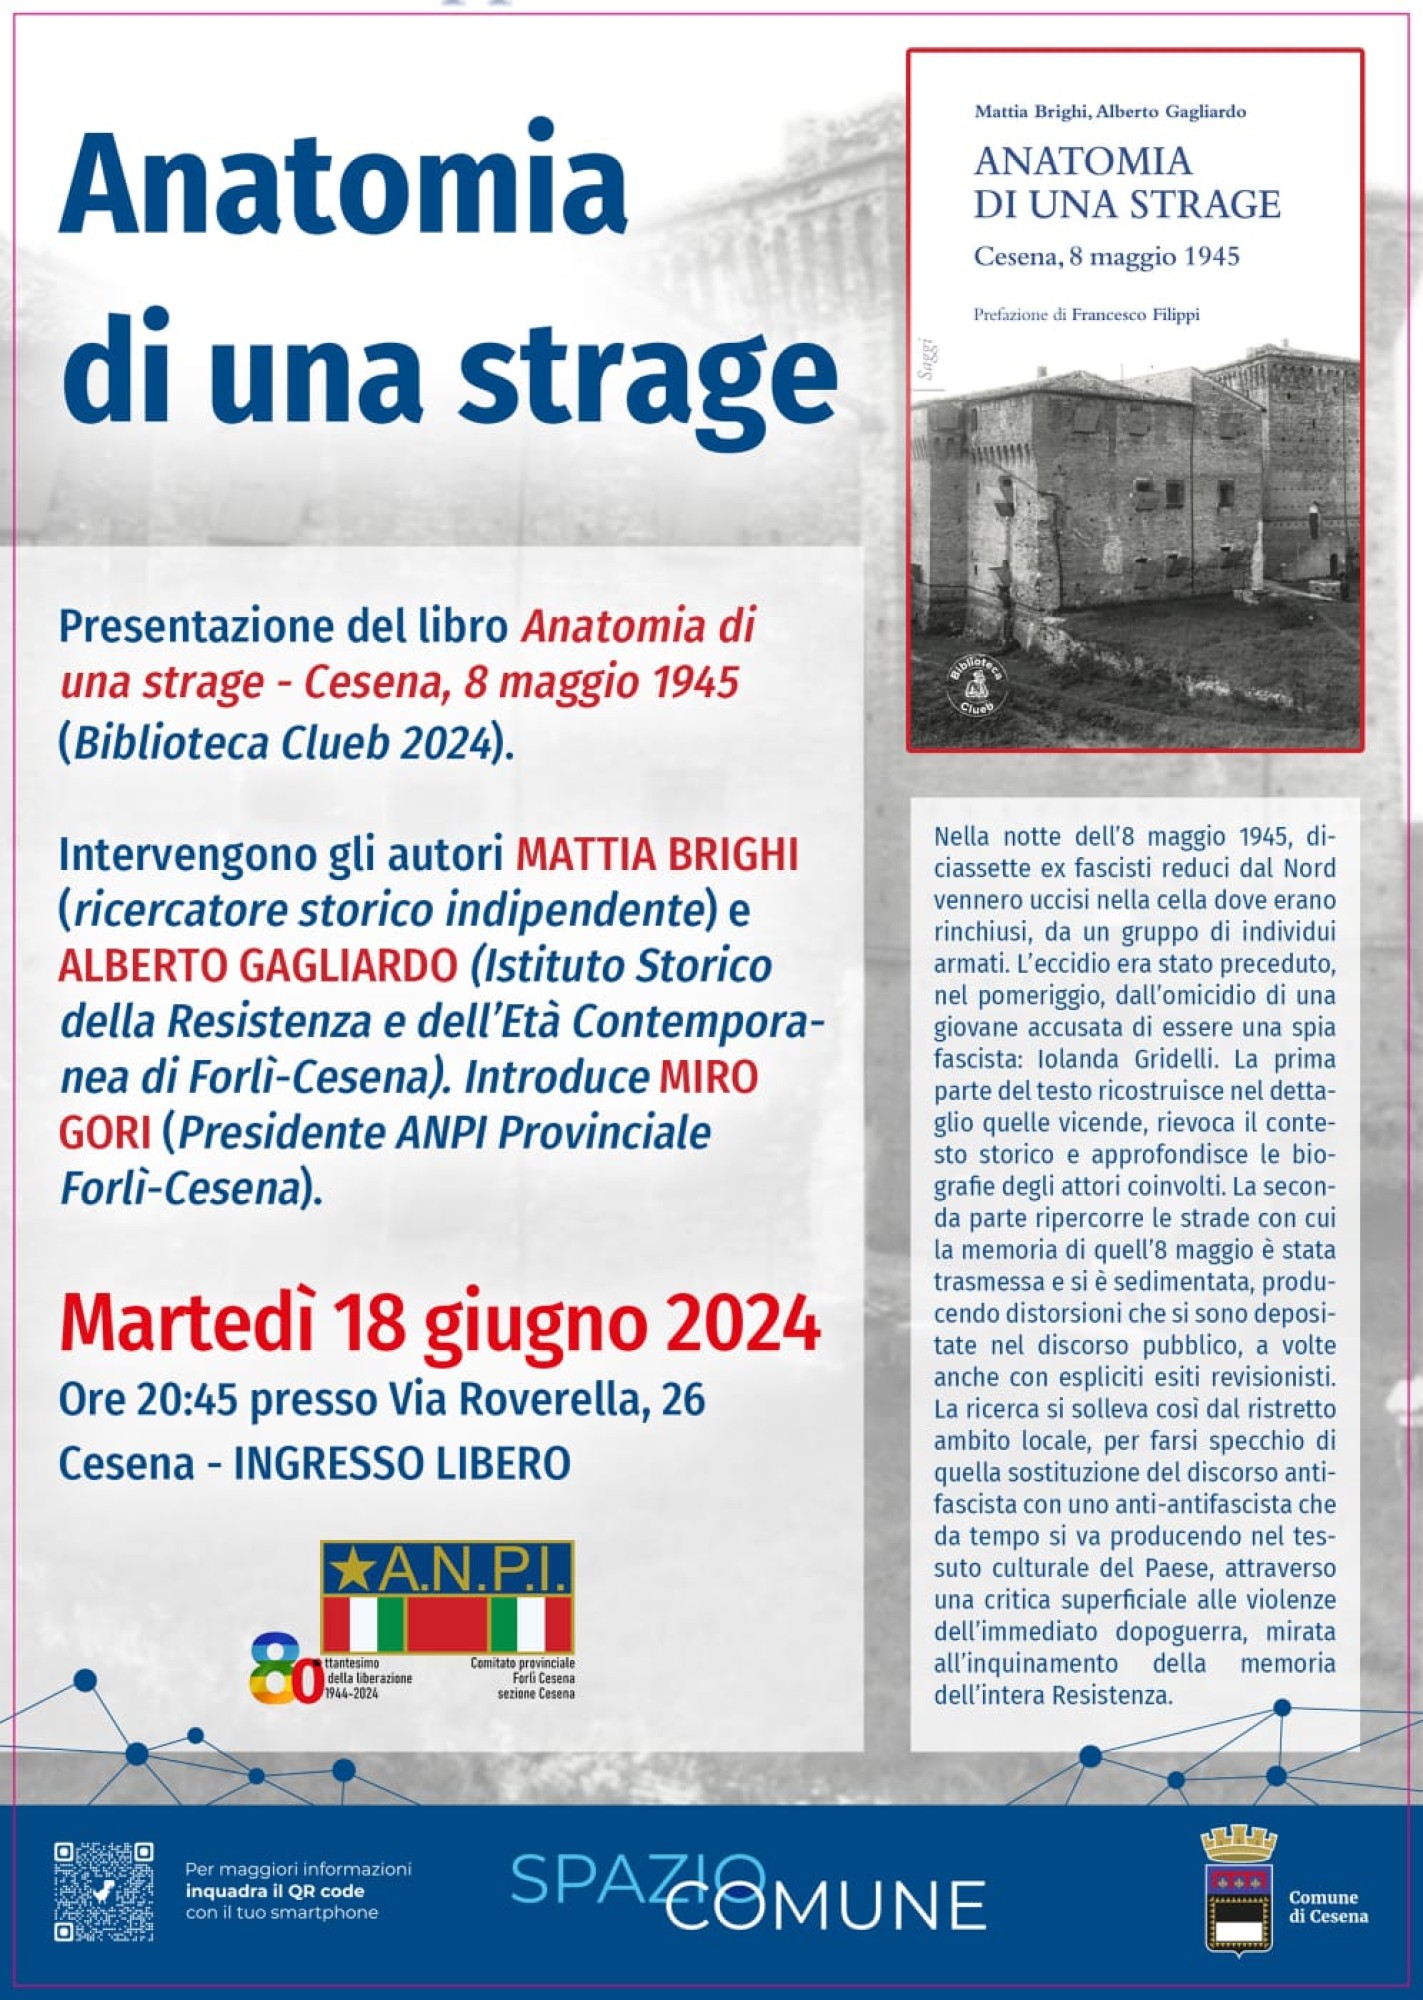 Anatomia
di una strage
Mattia Brighi, Alberto Gagliardo
ANATOMIA
DI UNA STRAGE
Cesena, 8 maggio 1945
Prefazione di Francesco Filippi
Saggi
Biblioteca
Clueb
Presentazione del libro Anatomia di
una strage - Cesena, 8 maggio 1945
(Biblioteca Clueb 2024).
Intervengono gli autori MATTIA BRIGHI
(ricercatore storico indipendente) e
ALBERTO GAGLIARDO (Istituto Storico
della Resistenza e dell’Età Contempora-
nea di Forlì-Cesena). Introduce MIRO
GORI (Presidente ANPI Provinciale
Forlì-Cesena).
Martedì 18 giugno 2024
Ore 20:45 presso Via Roverella, 26
Cesena - INGRESSO LIBERO
A.N.P.I.
80
ttantesimo
della liberazione
1944-2024
Comitato provinciale
Forlì Cesena
sezione Cesena
Nella notte dell’8 maggio 1945, di-
ciassette ex fascisti reduci dal Nord
vennero uccisi nella cella dove erano
rinchiusi, da un gruppo di individui
armati. L’eccidio era stato preceduto,
nel pomeriggio, dall’omicidio di una
giovane accusata di essere una spia
fascista: Iolanda Gridelli. La prima
parte del testo ricostruisce nel detta-
glio quelle vicende, rievoca il conte-
sto storico e approfondisce le bio-
grafie degli attori coinvolti. La secon-
da parte ripercorre le strade con cui
la memoria di quell’8 maggio è stata
trasmessa e si è sedimentata, produ-
cendo distorsioni che si sono deposi-
tate nel discorso pubblico, a volte
anche con espliciti esiti revisionisti.
La ricerca si solleva così dal ristretto
ambito locale, per farsi specchio di
quella sostituzione del discorso anti-
fascista con uno anti-antifascista che
da tempo si va producendo nel tes-
suto culturale del Paese, attraverso
una critica superficiale alle violenze
dell’immediato dopoguerra, mirata
all’inquinamento della memoria
dell’intera Resistenza.
Per maggiori informazioni
inquadra il QR code
con il tuo smartphone
SPAZIO
COMUNE
Comune
di Cesena